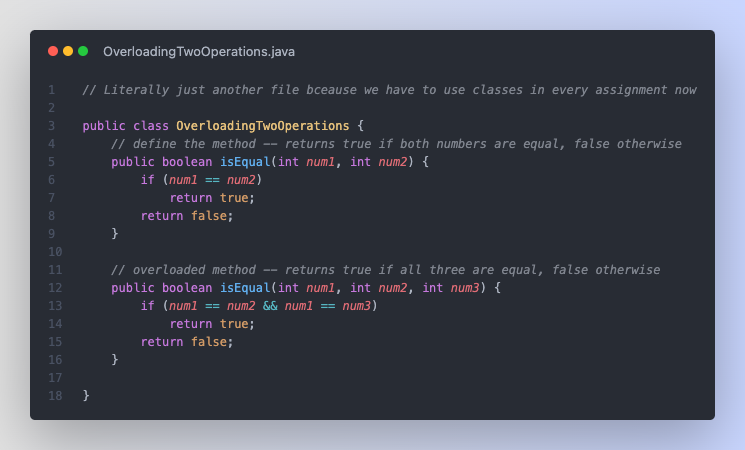 OverloadingTwoOperations.java
1 // Literally just another file bceause we have to use classes in every assignment now
2
3 public class OverloadingTwoOperations {
4     // define the method -- returns true if both numbers are equal, false otherwise
5     public boolean isEqual(int num1, int num2) {
6         if (num1 == num2)
7             return true;
8         return false;
9     }
10
11     // overloaded method -- returns true if all three are equal, false otherwise
12     public boolean isEqual(int num1, int num2, int num3) {
13         if (num1 == num2 && num1 == num3)
14             return true;
15         return false;
16     }
17
18 }